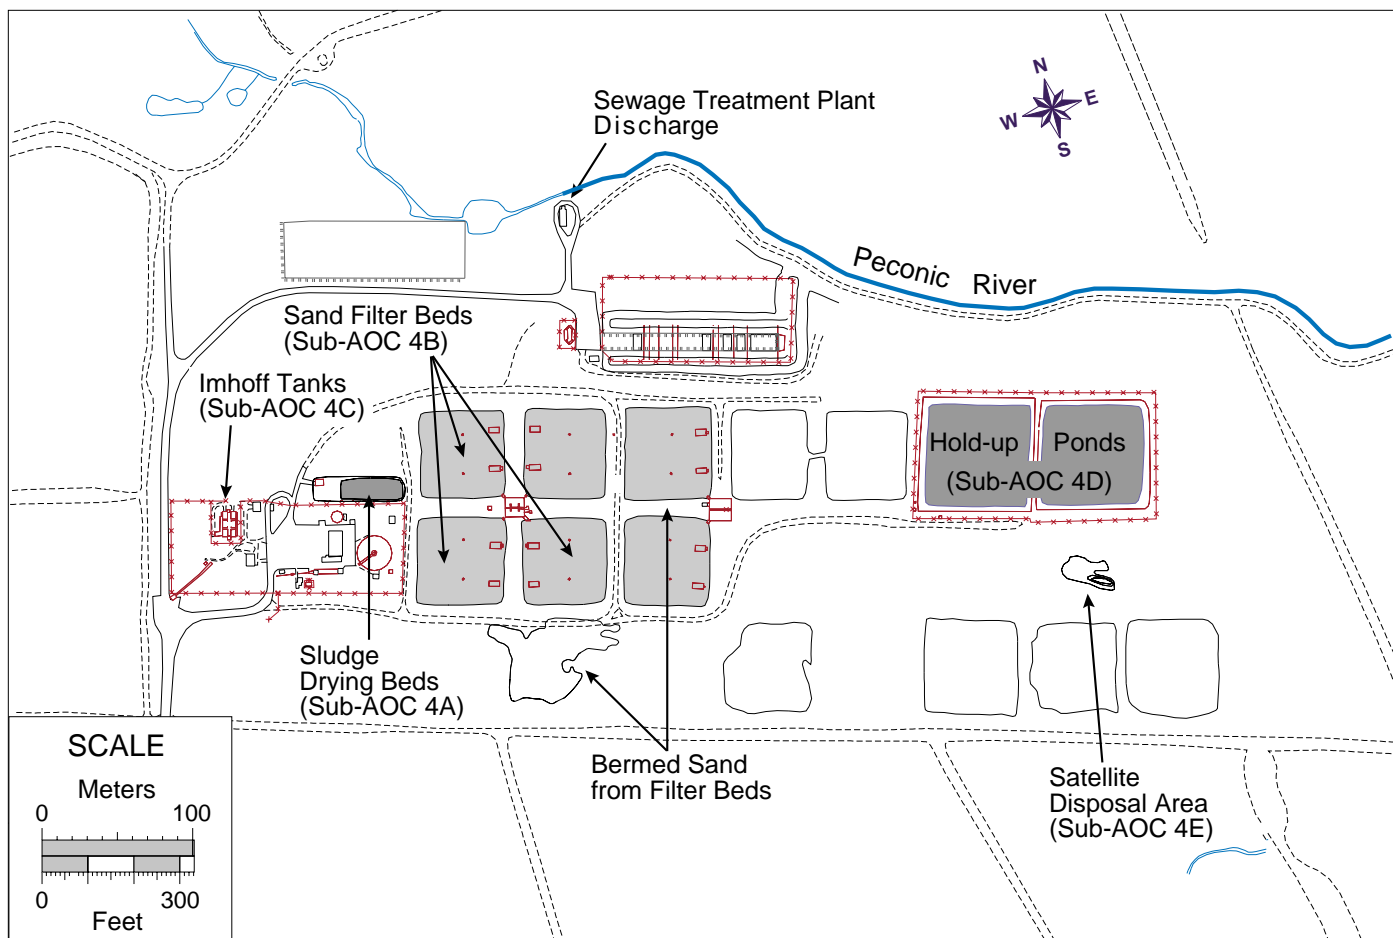 Sewage Treatment Plant
Discharge
N
E
W
S
Peconic River
Sand Filter Beds
(Sub-AOC 4B)
Imhoff Tanks
(Sub-AOC 4C)
Hold-up Ponds
(Sub-AOC 4D)
Sludge
Drying Beds
(Sub-AOC 4A)
Bermed Sand
from Filter Beds
Satellite
Disposal Area
(Sub-AOC 4E)
SCALE
Meters
0 100
0 300
Feet